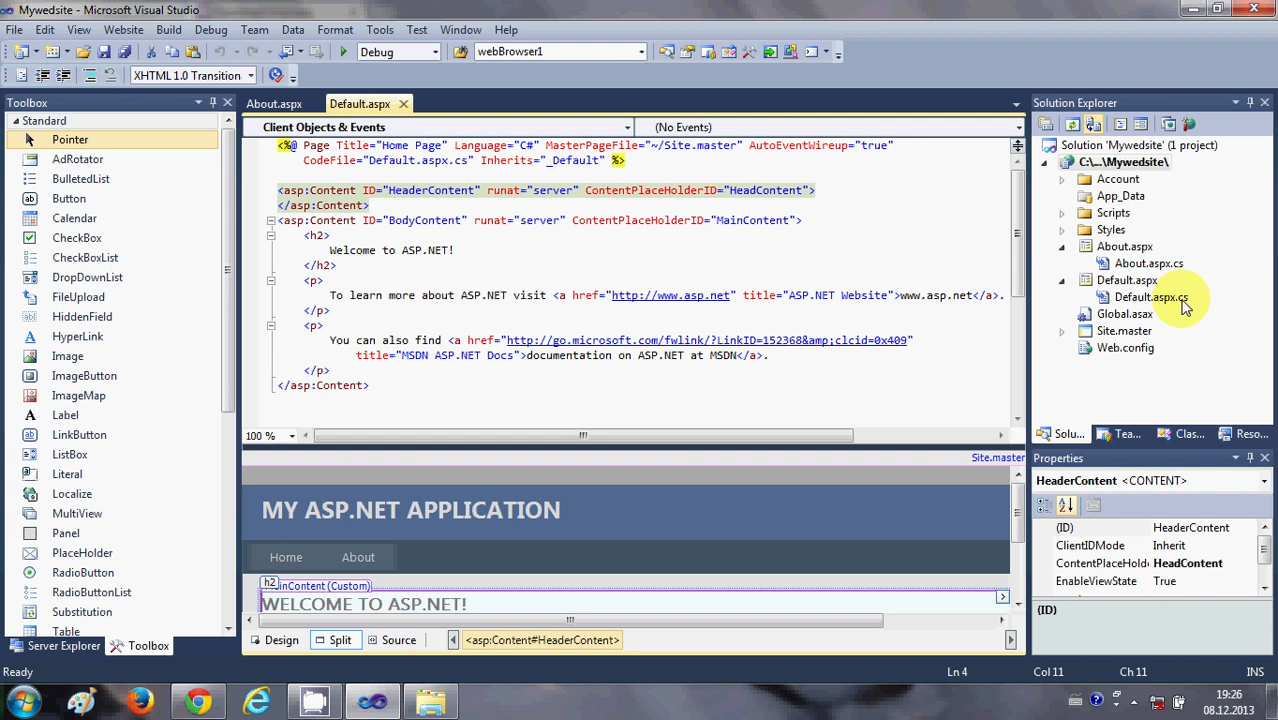 Mywedsite - Microsoft Visual Studio
File Edit View Website Build Debug Team Data Format Tools Test Window Help
Debug webBrowser1
XHTML 1.0 Transition
Toolbox
Standard
Pointer
AdRotator
BulletedList
Button
Calendar
CheckBox
CheckBoxList
DropDownList
FileUpload
HiddenField
HyperLink
Image
ImageButton
ImageMap
Label
LinkButton
ListBox
Literal
Localize
MultiView
Panel
PlaceHolder
RadioButton
RadioButtonList
Substitution
Table
Server Explorer Toolbox
About.aspx Default.aspx
Client Objects & Events (No Events)
<%@ Page Title="Home Page" Language="C#" MasterPageFile="~/Site.master" AutoEventWireup="true"
CodeFile="Default.aspx.cs" Inherits="_Default" %>
<asp:Content ID="HeaderContent" runat="server" ContentPlaceHolderID="HeadContent">
</asp:Content>
<asp:Content ID="BodyContent" runat="server" ContentPlaceHolderID="MainContent">
<h2>
Welcome to ASP.NET!
</h2>
<p>
To learn more about ASP.NET visit <a href="http://www.asp.net" title="ASP.NET Website">www.asp.net</a>.
</p>
<p>
You can also find <a href="http://go.microsoft.com/fwlink/?LinkID=152368&amp;clcid=0x409"
title="MSDN ASP.NET Docs">documentation on ASP.NET at MSDN</a>.
</p>
</asp:Content>
100 %
Site.master
MY ASP.NET APPLICATION
Home About
h2
MainContent (Custom)
WELCOME TO ASP.NET!
Design Split Source <asp:Content#HeaderContent>
Solution Explorer
Solution 'Mywedsite' (1 project)
C:\...\Mywedsite\
Account
App_Data
Scripts
Styles
About.aspx
About.aspx.cs
Default.aspx
Default.aspx.cs
Global.asax
Site.master
Web.config
Solu... Tea... Clas... Reso...
Properties
HeaderContent <CONTENT>
A Z
(ID) HeaderContent
ClientIDMode Inherit
ContentPlaceHolde HeadContent
EnableViewState True
(ID)
Ready Ln 4 Col 11 Ch 11 INS
19:26
08.12.2013